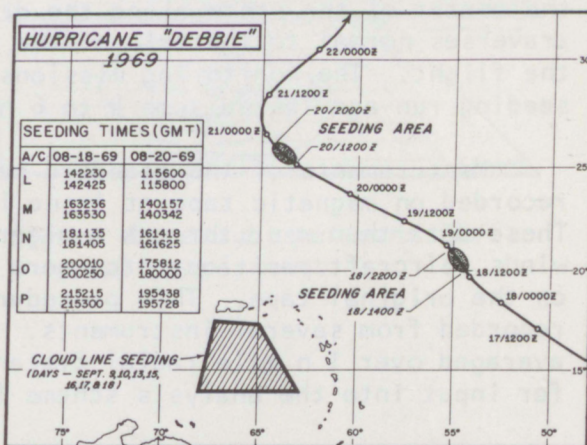 HURRICANE "DEBBIE"
1969
SEEDING TIMES (GMT)
A/C 08-18-69 08-20-69
L 142230 115600
142425 115800
M 163236 140157
163530 140342
N 181135 161418
181405 161625
O 200010 175812
200250 180000
P 215215 195438
215300 195728
22/0000Z
21/1200Z
21/0000Z
20/2000Z
SEEDING AREA
20/1200Z
20/0000Z
19/1200Z
19/0000Z
18/2200Z
18/1200Z
SEEDING AREA
18/1400Z
18/0000Z
17/1200Z
CLOUD LINE SEEDING
(DAYS - SEPT. 9,10,13,15,
16,17, & 18)
30
25
20°
15°
75°
70°
65°
60°
55°
50°